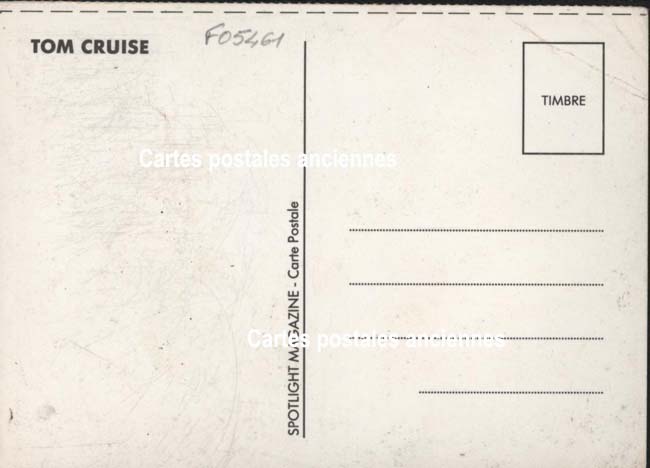 TOM CRUISE
F05461
TIMBRE
Cartes postales anciennes
SPOTLIGHT MAGAZINE - Carte Postale
Cartes postales anciennes